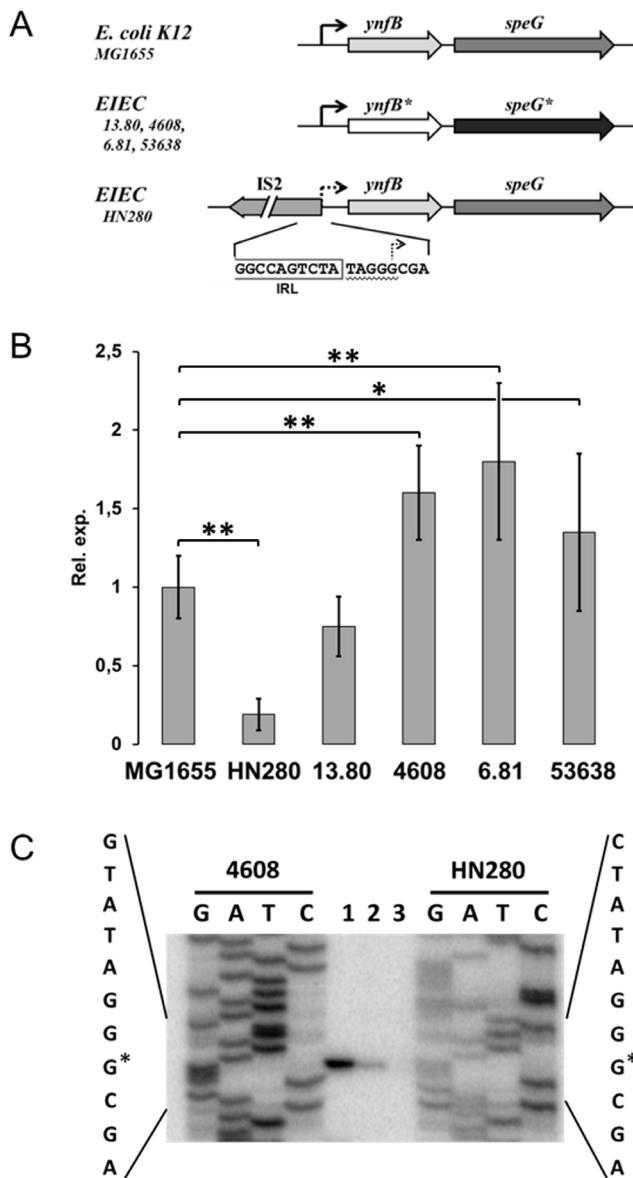 A
E. coli K12
MG1655
ynfB speG
EIEC
13.80, 4608,
6.81, 53638
ynfB* speG*
EIEC
HN280
IS2 ynfB speG
GGCCAGTCTA TAGGGCGA
IRL
B
Rel. exp.
2,5
2
1,5
1
0,5
0
**
*
**
**
MG1655 HN280 13.80 4608 6.81 53638
C
4608 HN280
G A T C 1 2 3 G A T C
G
T
A
T
A
G
G
G*
C
G
A
C
T
A
T
A
G
G
G*
C
G
A